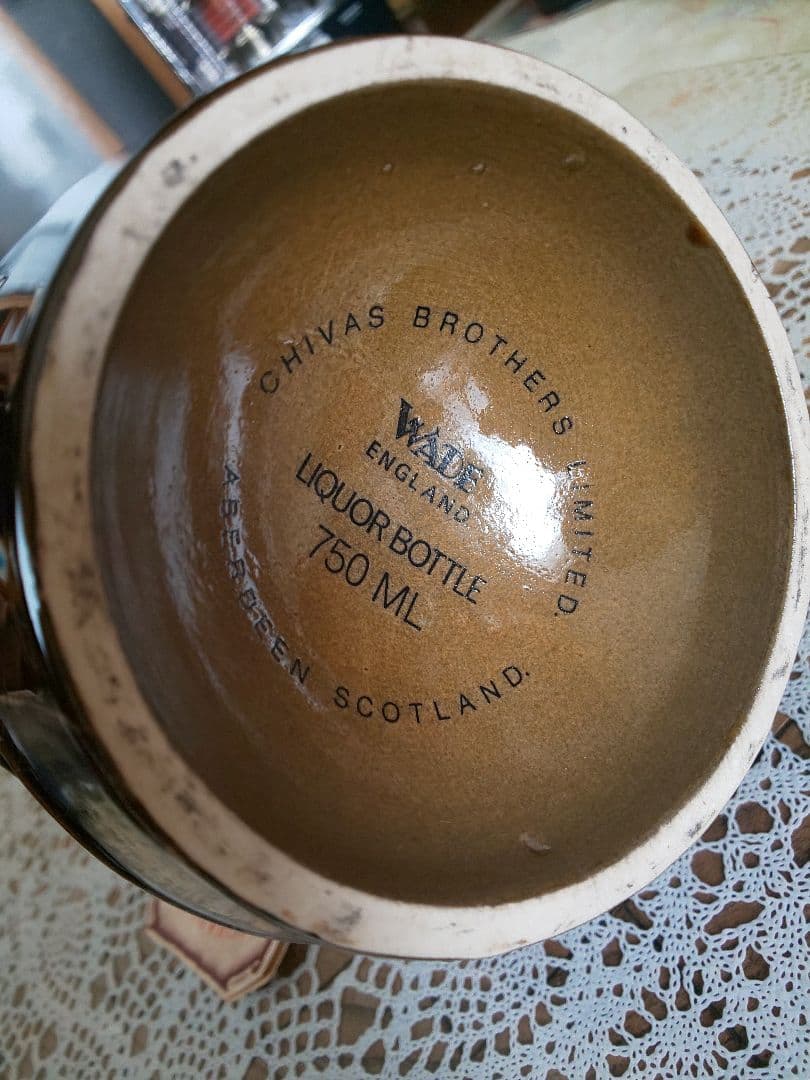 CHIVAS BROTHERS LIMITED.
WADE
ENGLAND
LIQUOR BOTTLE
750 ML
ABERDEEN SCOTLAND.